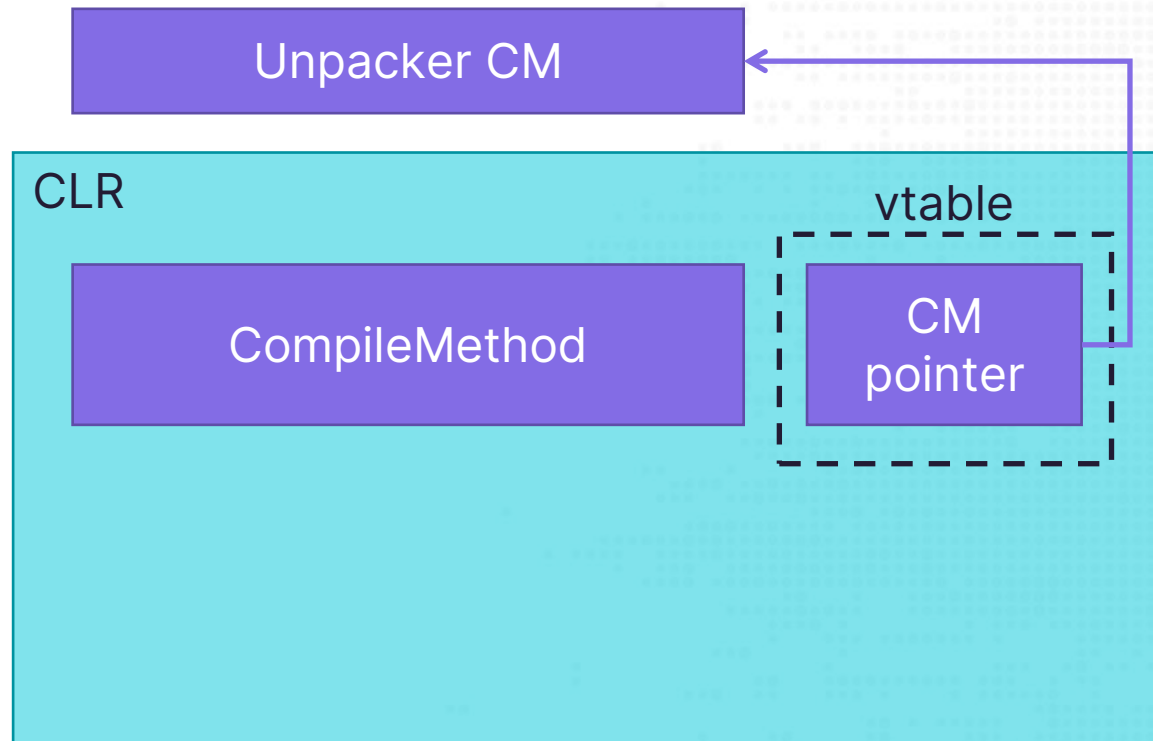 Unpacker CM
CLR
vtable
CompileMethod
CM
pointer